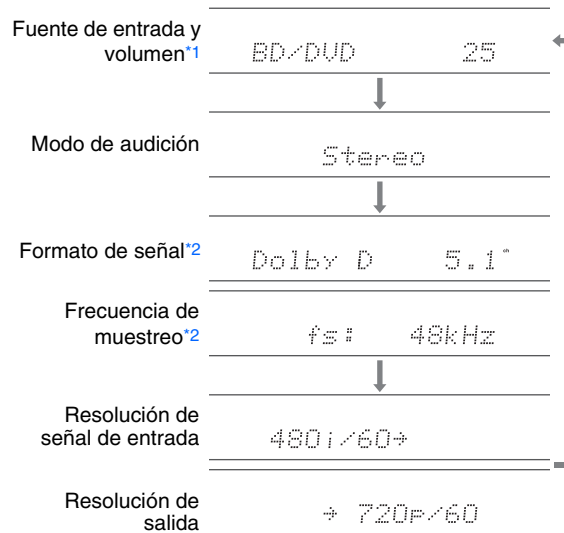 Fuente de entrada y
volumen*1
BD/DVD 25
Modo de audición
Stereo
Formato de señal*2
Dolby D 5.1ch
Frecuencia de
muestreo*2
fs: 48kHz
Resolución de
señal de entrada
480i/60→
Resolución de
salida
→ 720p/60